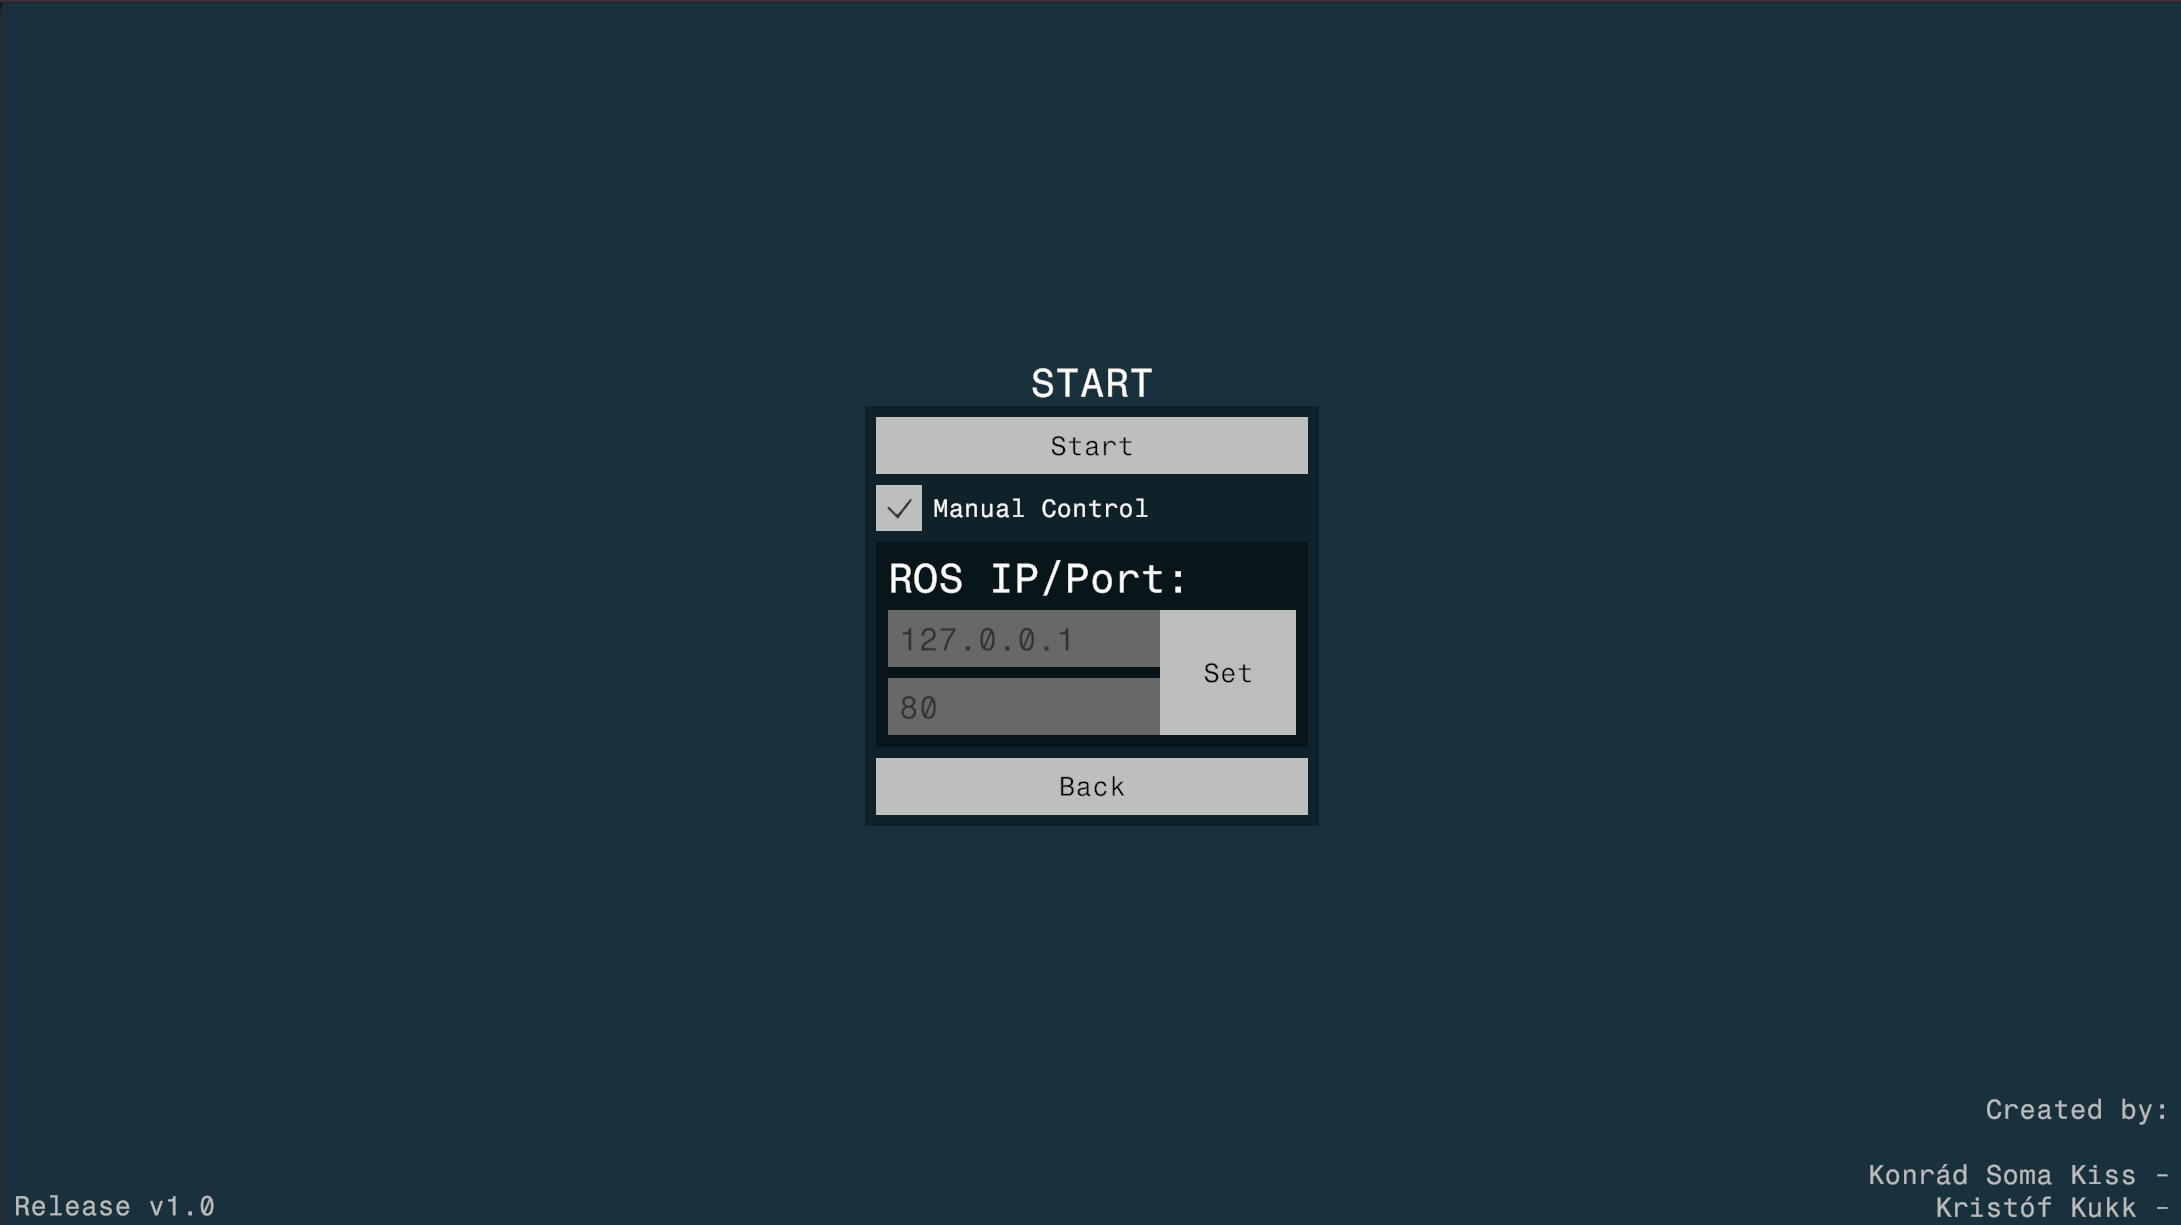 START
Start
Manual Control
ROS IP/Port:
127.0.0.1
80
Set
Back
Created by:
Konrád Soma Kiss -
Kristóf Kukk -
Release v1.0